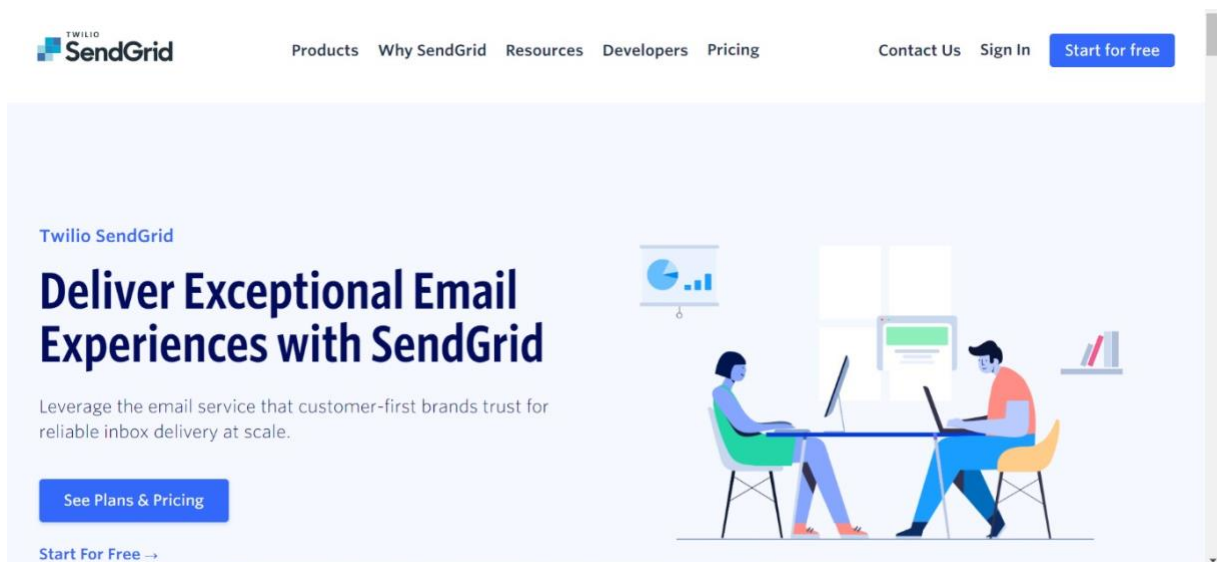 TWILIO
SendGrid
Products Why SendGrid Resources Developers Pricing Contact Us Sign In Start for free
Twilio SendGrid
Deliver Exceptional Email
Experiences with SendGrid
Leverage the email service that customer-first brands trust for
reliable inbox delivery at scale.
See Plans & Pricing
Start For Free →